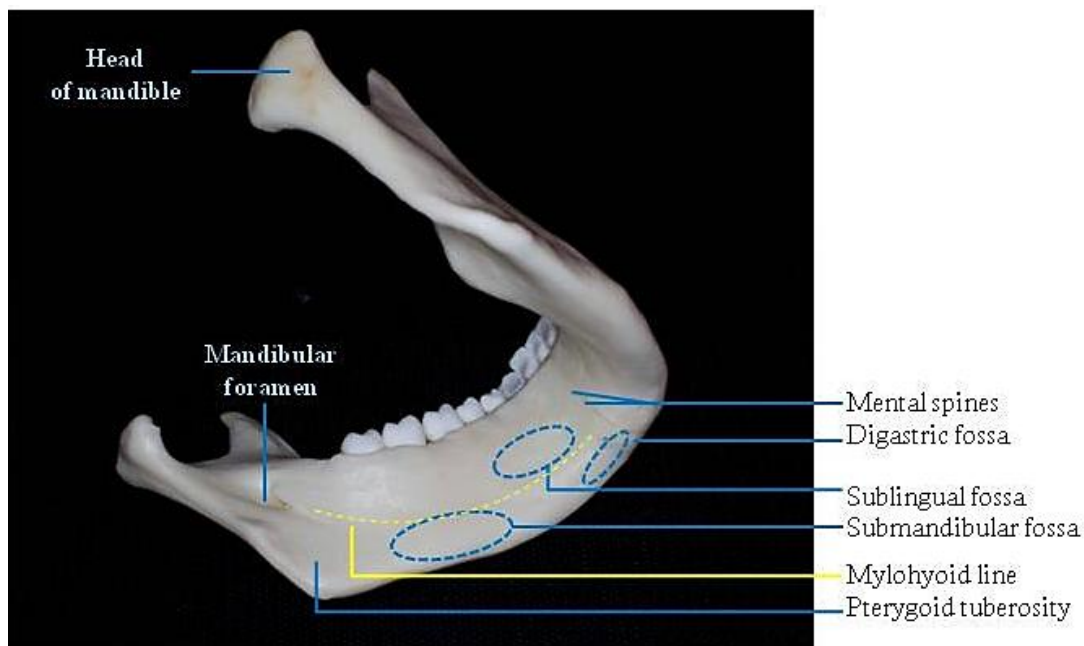 Head
of mandible
Mandibular
foramen
Mental spines
Digastric fossa
Sublingual fossa
Submandibular fossa
Mylohyoid line
Pterygoid tuberosity